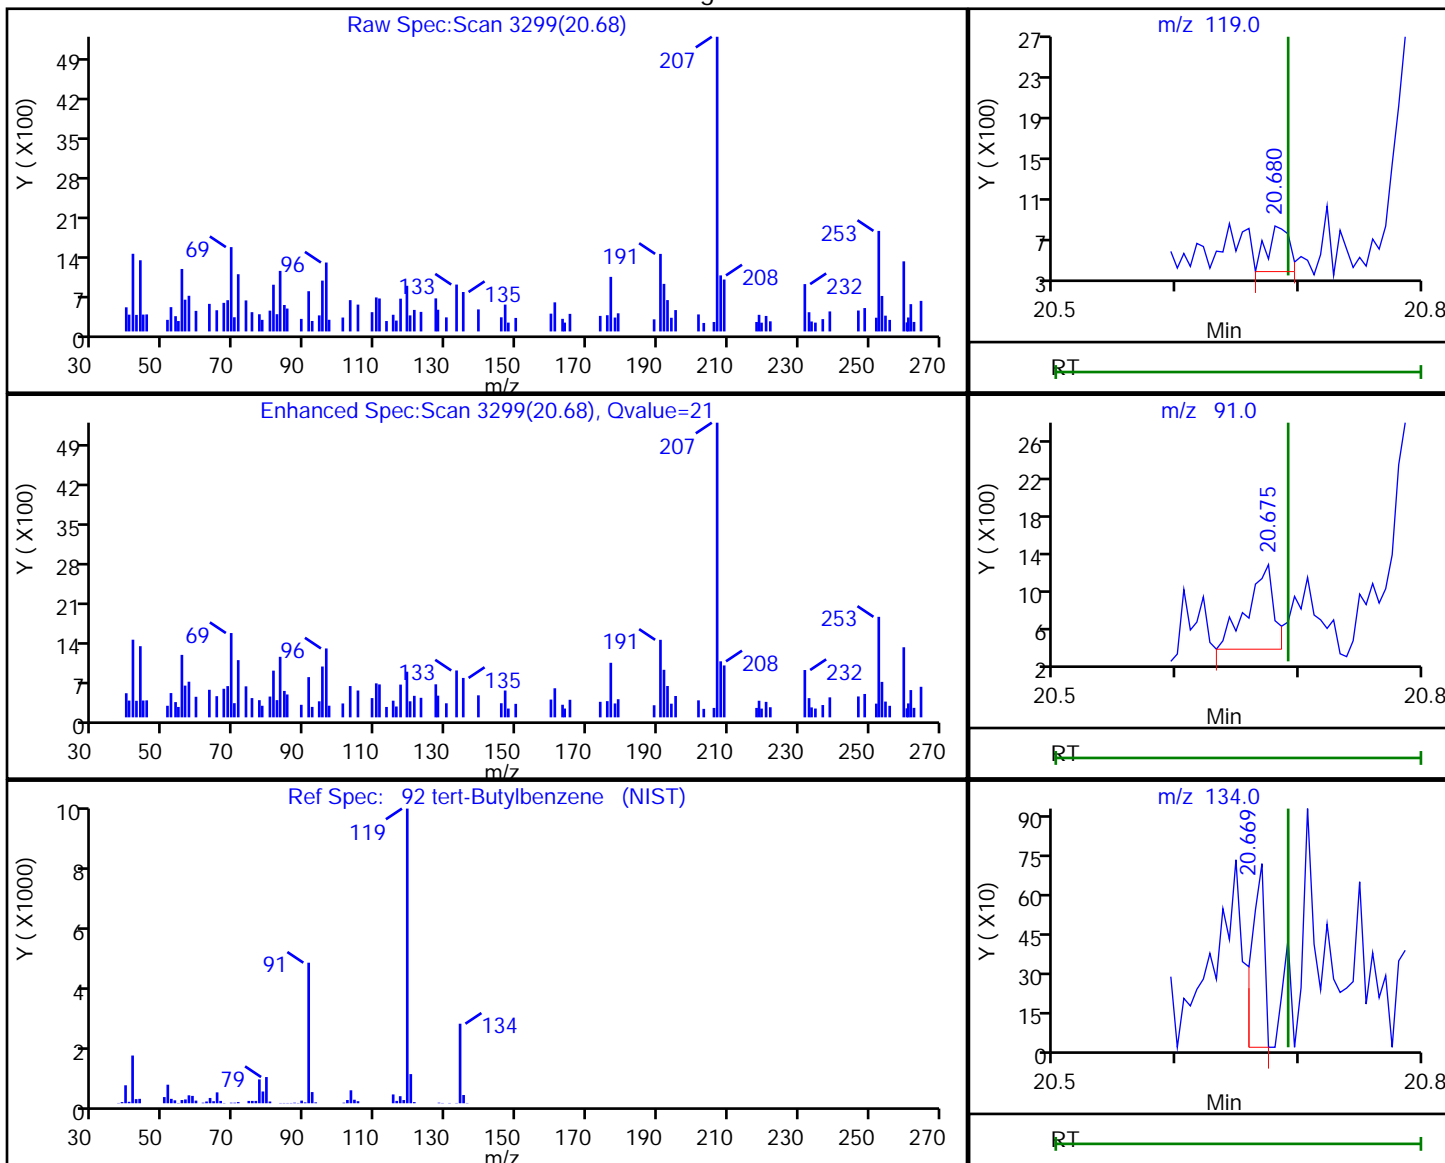 Raw Spec:Scan 3299(20.68)
Y ( X100)
49
42
35
28
21
14
7
0
207
69
96
133
135
191
208
253
232
30 50 70 90 110 130 150 170 190 210 230 250 270
m/z
m/z 119.0
Y ( X100)
27
23
19
15
11
7
3
20.680
20.5 20.8
Min
RT
Enhanced Spec:Scan 3299(20.68), Qvalue=21
Y ( X100)
49
42
35
28
21
14
7
0
207
69
96
133
135
191
208
253
232
30 50 70 90 110 130 150 170 190 210 230 250 270
m/z
m/z 91.0
Y ( X100)
26
22
18
14
10
6
2
20.675
20.5 20.8
Min
RT
Ref Spec: 92 tert-Butylbenzene (NIST)
Y ( X1000)
10
8
6
4
2
0
119
91
79
134
30 50 70 90 110 130 150 170 190 210 230 250 270
m/z
m/z 134.0
Y ( X10)
90
75
60
45
30
15
0
20.669
20.5 20.8
Min
RT